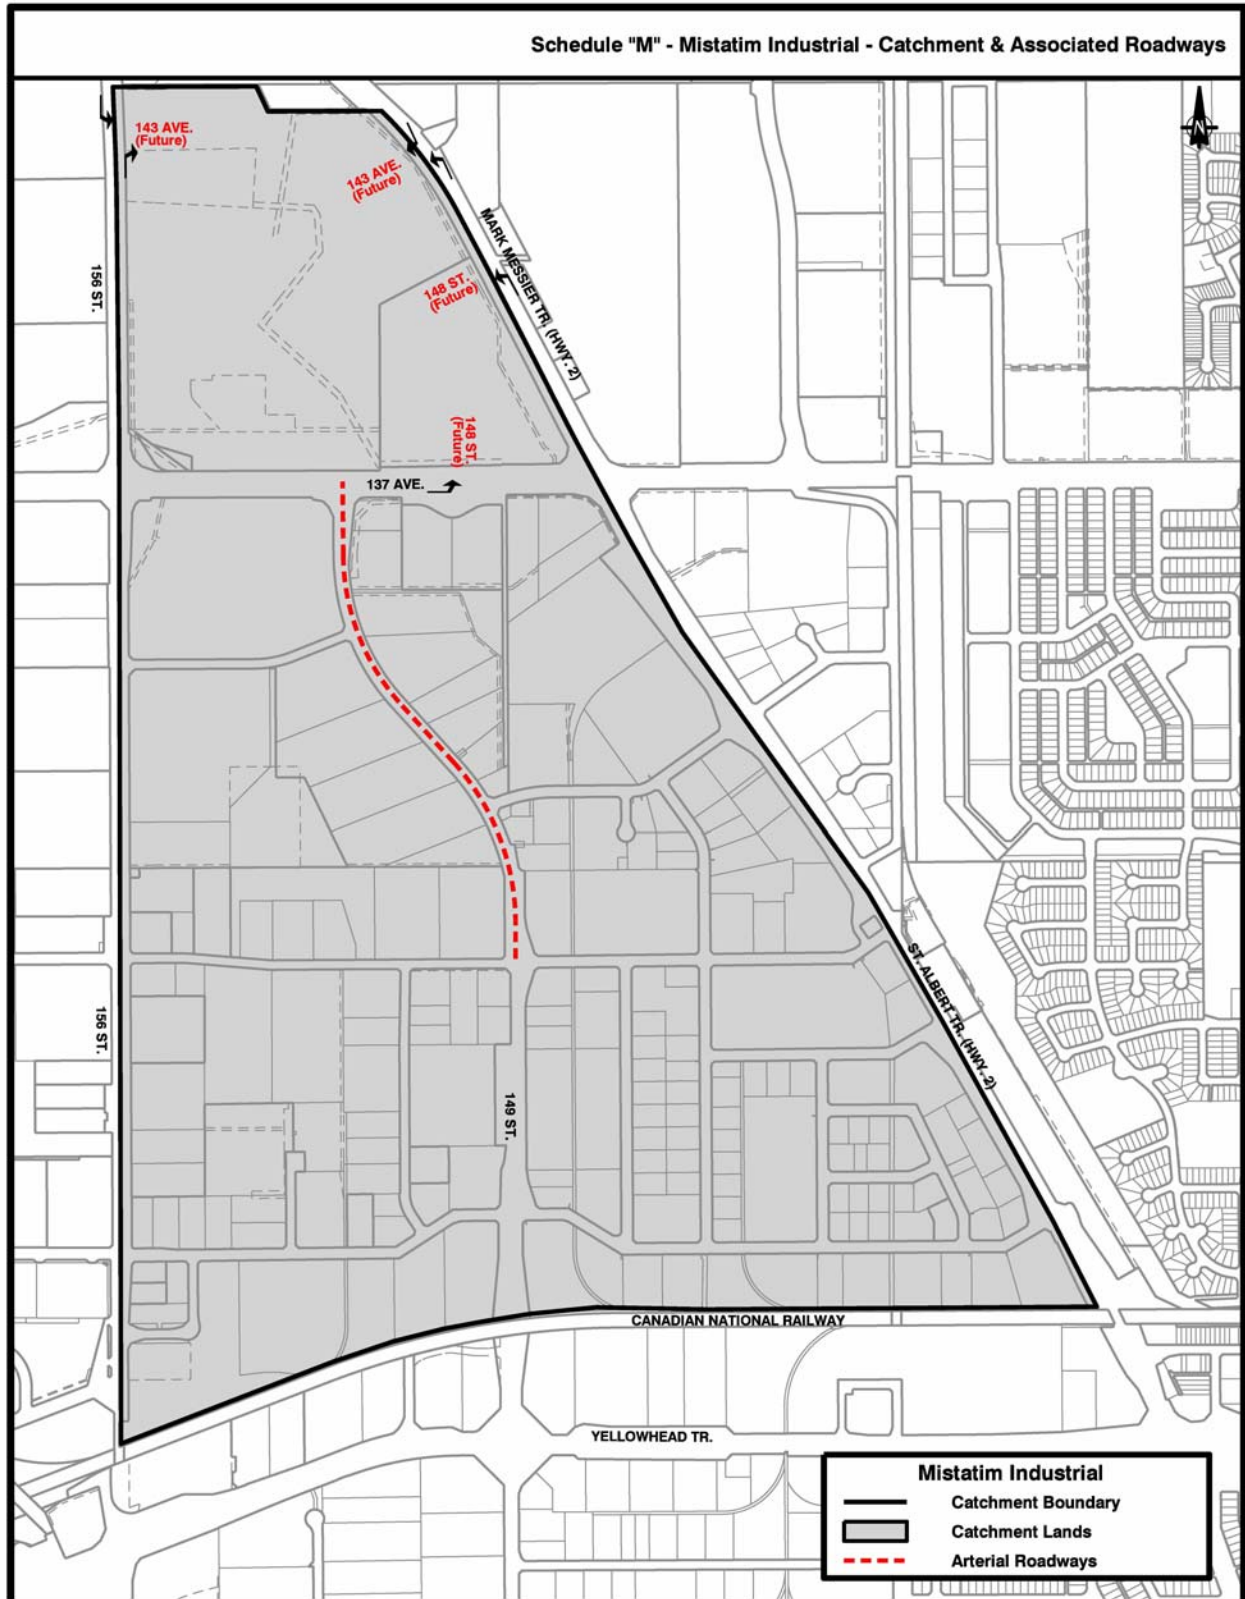 Schedule "M" - Mistatim Industrial - Catchment & Associated Roadways
N
143 AVE.
(Future)
143 AVE.
(Future)
156 ST.
MARK MESSIER TR. (HWY. 2)
148 ST.
(Future)
148 ST.
(Future)
137 AVE.
156 ST.
ST. ALBERT TR. (HWY. 2)
149 ST.
CANADIAN NATIONAL RAILWAY
YELLOWHEAD TR.
Mistatim Industrial
Catchment Boundary
Catchment Lands
Arterial Roadways